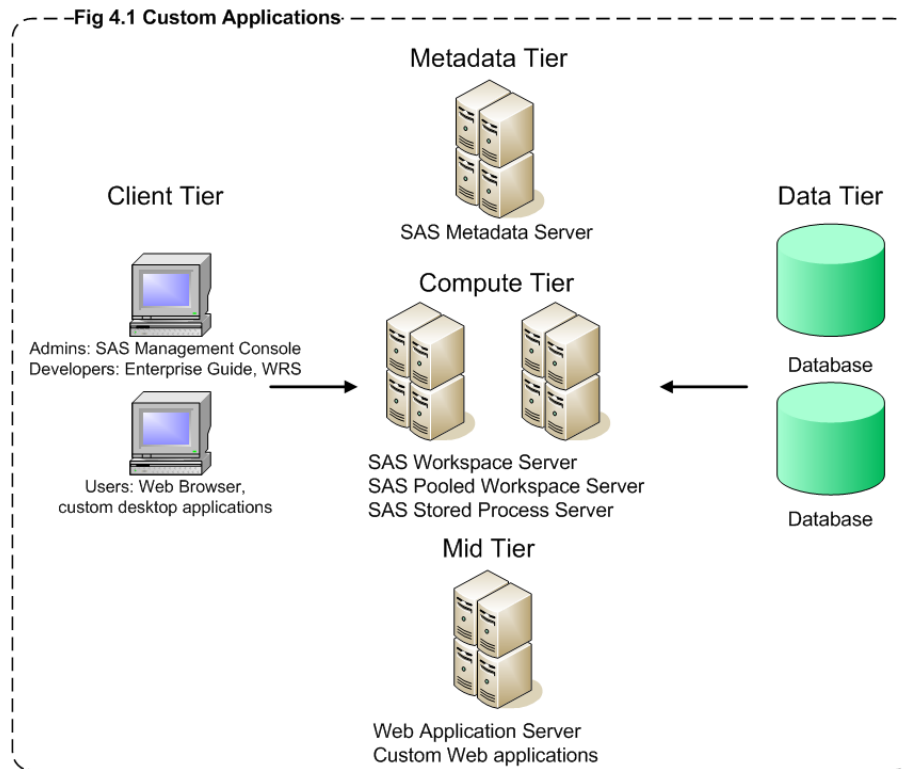 Fig 4.1 Custom Applications
Metadata Tier
SAS Metadata Server
Client Tier
Admins: SAS Management Console
Developers: Enterprise Guide, WRS
Users: Web Browser,
custom desktop applications
Compute Tier
SAS Workspace Server
SAS Pooled Workspace Server
SAS Stored Process Server
Data Tier
Database
Database
Mid Tier
Web Application Server
Custom Web applications